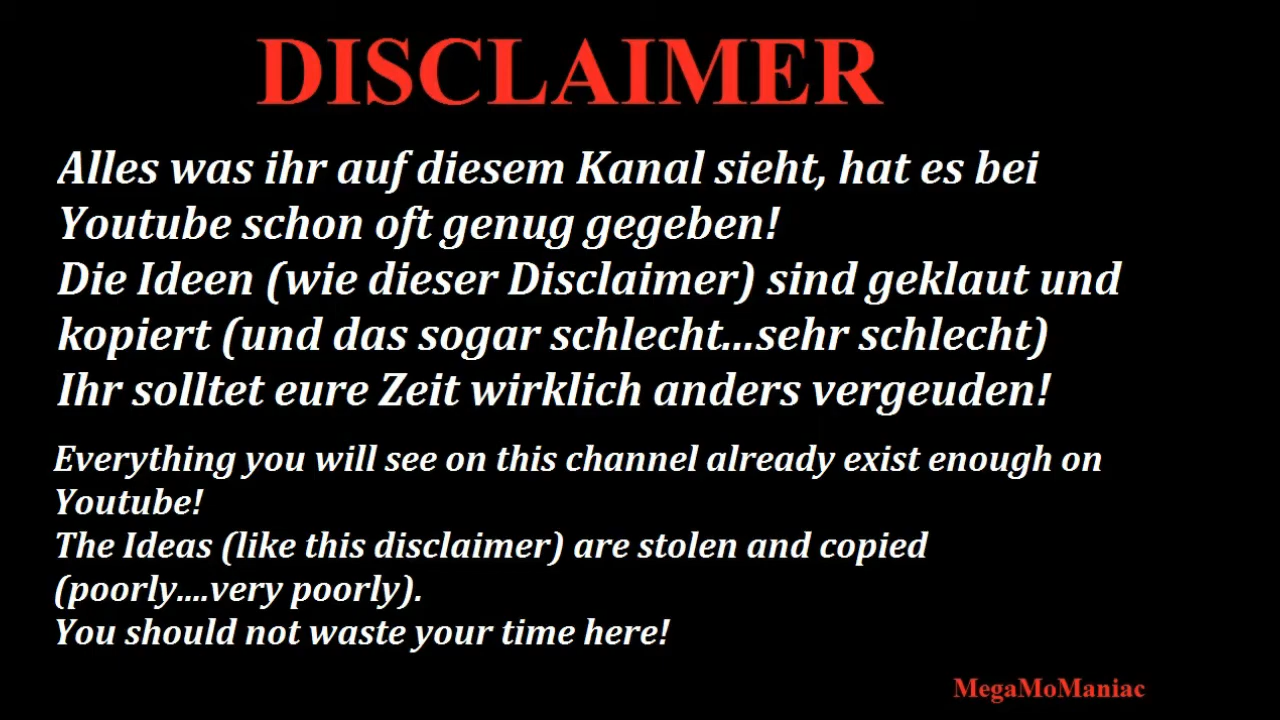 DISCLAIMER
Alles was ihr auf diesem Kanal sieht, hat es bei
Youtube schon oft genug gegeben!
Die Ideen (wie dieser Disclaimer) sind geklaut und
kopiert (und das sogar schlecht...sehr schlecht)
Ihr solltet eure Zeit wirklich anders vergeuden!
Everything you will see on this channel already exist enough on
Youtube!
The Ideas (like this disclaimer) are stolen and copied
(poorly....very poorly).
You should not waste your time here!
MegaMoManiac